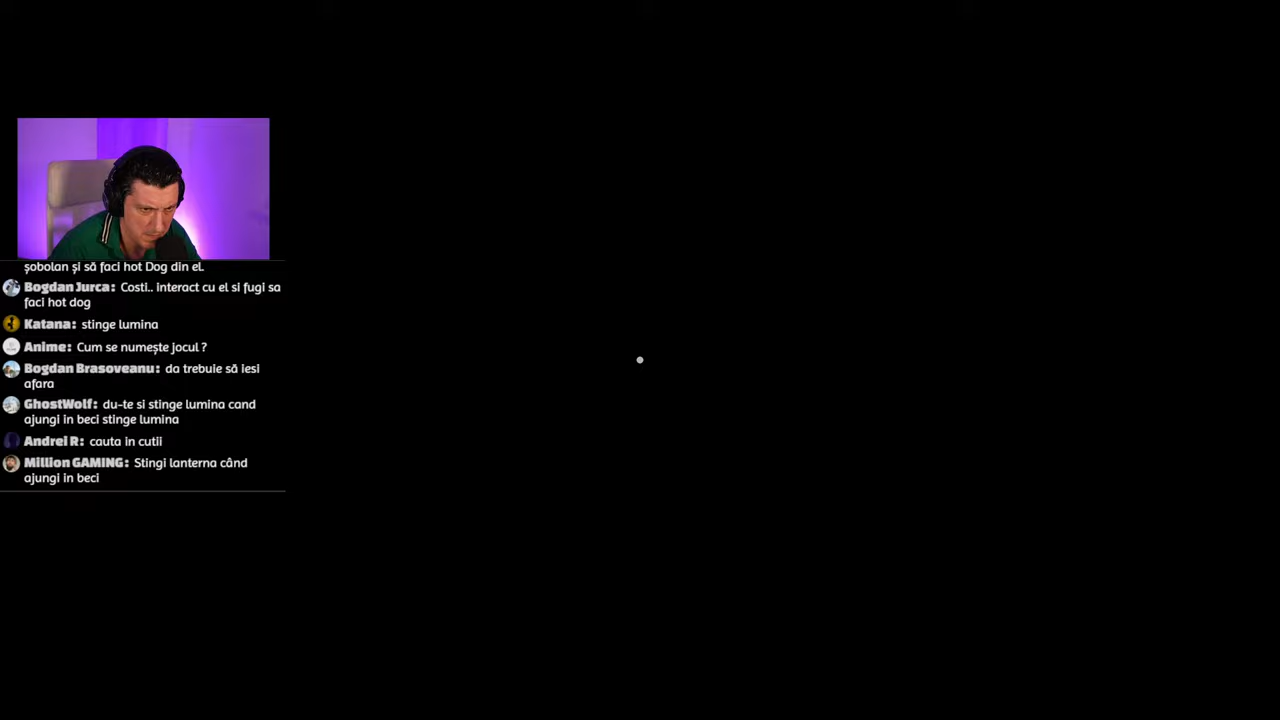 șobolan și să faci hot Dog din el.
Bogdan Jurca: Costi.. interact cu el si fugi sa
faci hot dog
Katana: stinge lumina
Anime: Cum se numește jocul ?
Bogdan Brasoveanu: da trebuie să iesi
afara
GhostWolf: du-te si stinge lumina cand
ajungi in beci stinge lumina
Andrei R: cauta in cutii
Million GAMING: Stingi lanterna când
ajungi in beci